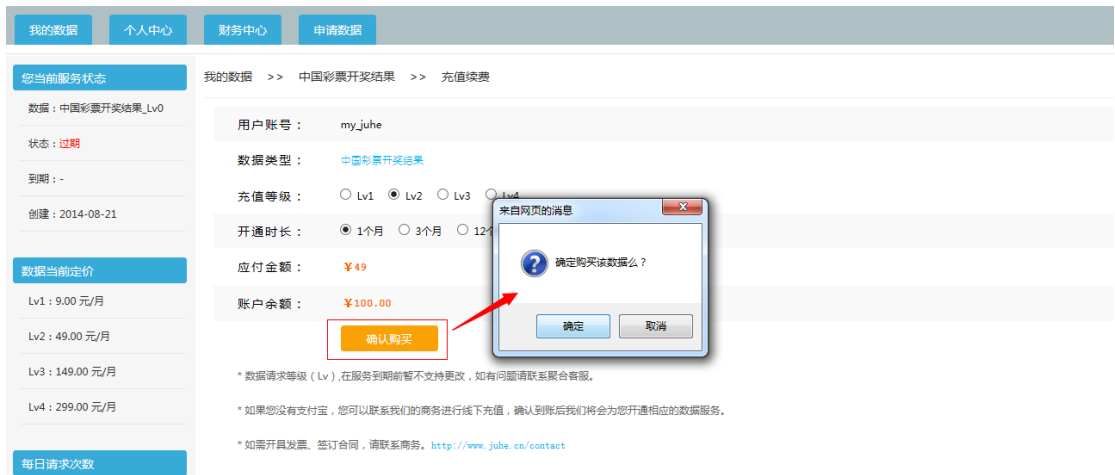 我的数据 个人中心 财务中心 申请数据
您当前服务状态
数据：中国彩票开奖结果_Lv0
状态：过期
到期：-
创建：2014-08-21
数据当前定价
Lv1：9.00 元/月
Lv2：49.00 元/月
Lv3：149.00 元/月
Lv4：299.00 元/月
每日请求次数
我的数据 >> 中国彩票开奖结果 >> 充值续费
用户账号： my_juhe
数据类型： 中国彩票开奖结果
充值等级： Lv1 Lv2 Lv3 Lv4
开通时长： 1个月 3个月 12个
应付金额： ¥49
账户余额： ¥100.00
确认购买
来自网页的消息
确定购买该数据么？
确定 取消
* 数据请求等级（Lv）,在服务到期前暂不支持更改，如有问题请联系聚合客服。
* 如果您没有支付宝，您可以联系我们的商务进行线下充值，确认到账后我们将会为您开通相应的数据服务。
* 如需开具发票、签订合同，请联系商务。http://www.juhe.cn/contact